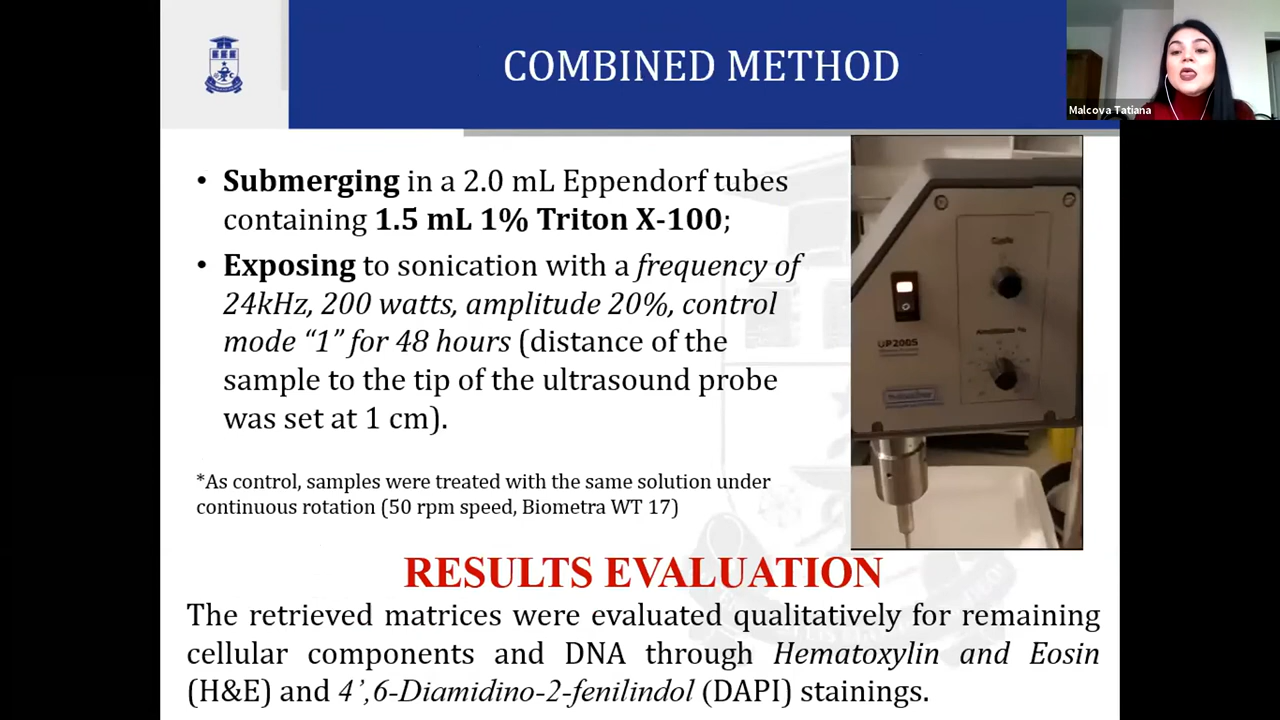 COMBINED METHOD
Malcova Tatiana
• Submerging in a 2.0 mL Eppendorf tubes
containing 1.5 mL 1% Triton X-100;
• Exposing to sonication with a frequency of
24kHz, 200 watts, amplitude 20%, control
mode “1” for 48 hours (distance of the
sample to the tip of the ultrasound probe
was set at 1 cm).
*As control, samples were treated with the same solution under
continuous rotation (50 rpm speed, Biometra WT 17)
UP200S
RESULTS EVALUATION
The retrieved matrices were evaluated qualitatively for remaining
cellular components and DNA through Hematoxylin and Eosin
(H&E) and 4’,6-Diamidino-2-fenilindol (DAPI) stainings.